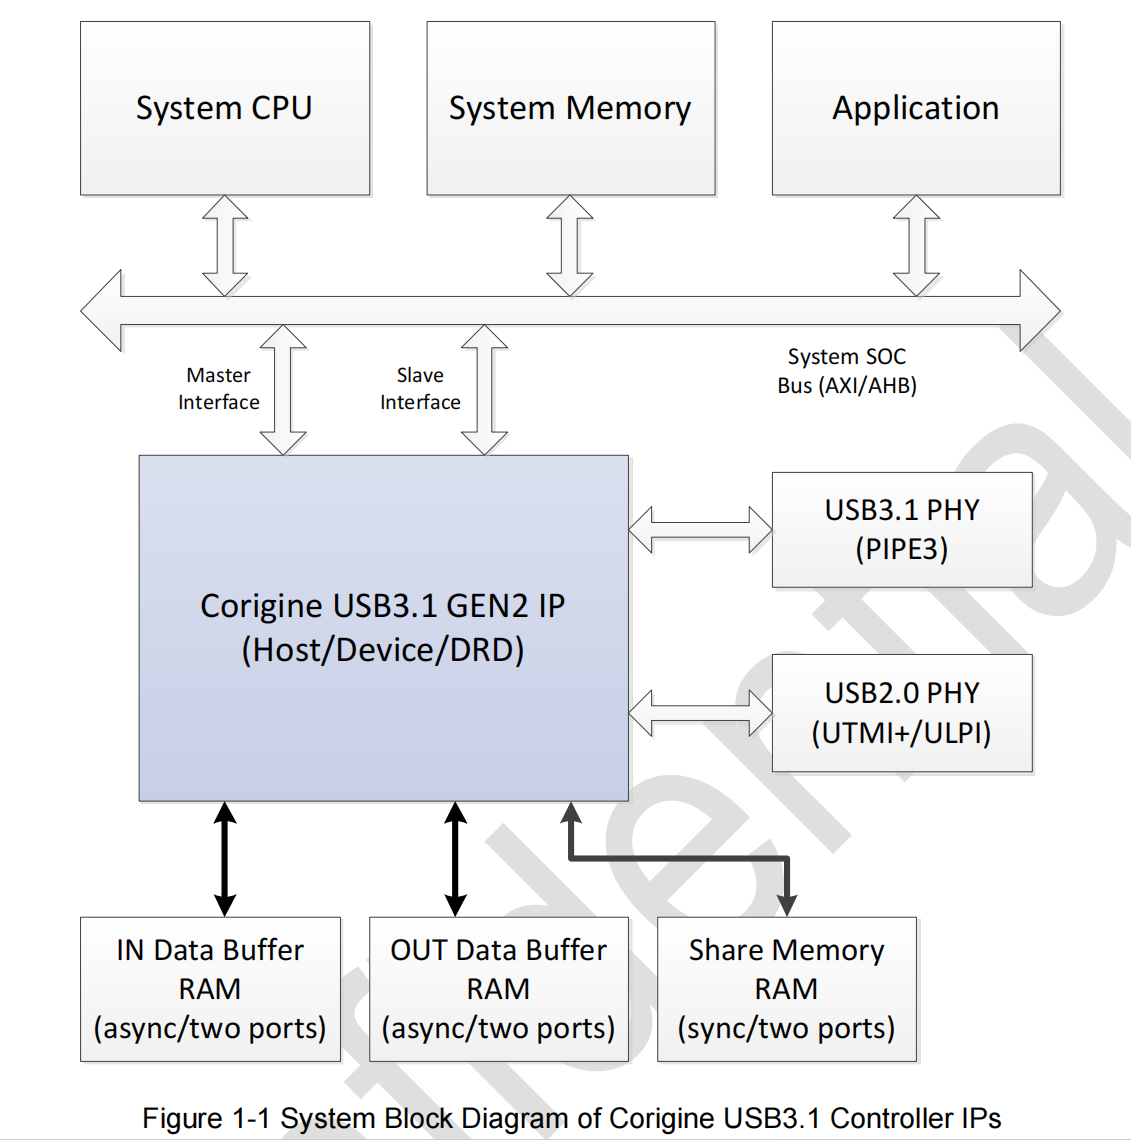 System CPU
System Memory
Application
Master
Interface
Slave
Interface
System SOC
Bus (AXI/AHB)
Corigine USB3.1 GEN2 IP
(Host/Device/DRD)
USB3.1 PHY
(PIPE3)
USB2.0 PHY
(UTMI+/ULPI)
IN Data Buffer
RAM
(async/two ports)
OUT Data Buffer
RAM
(async/two ports)
Share Memory
RAM
(sync/two ports)
Figure 1-1 System Block Diagram of Corigine USB3.1 Controller IPs